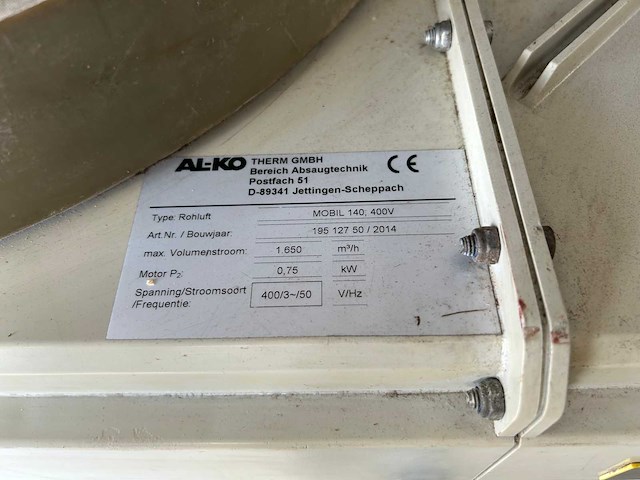 AL-KO THERM GMBH
Bereich Absaugtechnik
Postfach 51
D-89341 Jettingen-Scheppach
CE
Type: Rohluft MOBIL 140; 400V
Art.Nr. / Bouwjaar: 195 127 50 / 2014
max. Volumenstroom: 1.650 m³/h
Motor P2: 0,75 kW
Spanning/Stroomsoort 400/3~/50 V/Hz
/Frequentie: